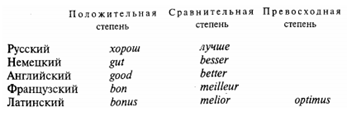 Положительная Сравнительная Превосходная
степень степень степень
Русский хорош лучше
Немецкий gut besser
Английский good better
Французский bon meilleur
Латинский bonus melior optimus